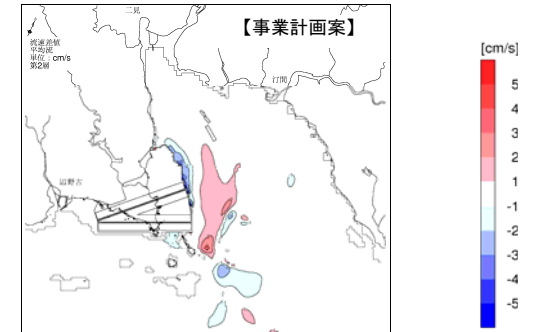 二見
【事業計画案】
流速差値
平均流
単位：cm/s
第2層
汀間
辺野古
[cm/s]
5
4
3
2
1
-1
-2
-3
-4
-5